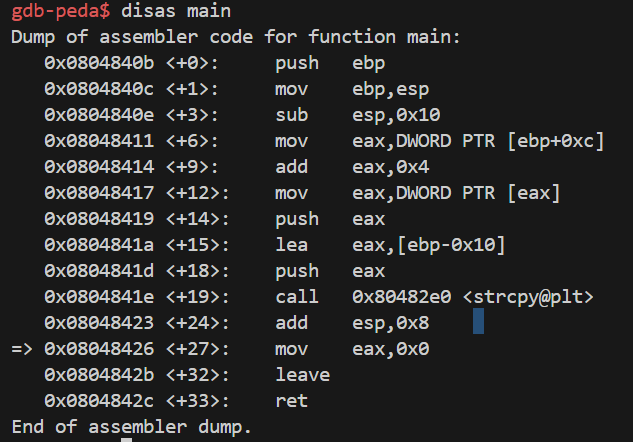 gdb-peda$ disas main
Dump of assembler code for function main:
   0x0804840b <+0>:     push   ebp
   0x0804840c <+1>:     mov    ebp,esp
   0x0804840e <+3>:     sub    esp,0x10
   0x08048411 <+6>:     mov    eax,DWORD PTR [ebp+0xc]
   0x08048414 <+9>:     add    eax,0x4
   0x08048417 <+12>:    mov    eax,DWORD PTR [eax]
   0x08048419 <+14>:    push   eax
   0x0804841a <+15>:    lea    eax,[ebp-0x10]
   0x0804841d <+18>:    push   eax
   0x0804841e <+19>:    call   0x80482e0 <strcpy@plt>
   0x08048423 <+24>:    add    esp,0x8
=> 0x08048426 <+27>:    mov    eax,0x0
   0x0804842b <+32>:    leave
   0x0804842c <+33>:    ret
End of assembler dump.